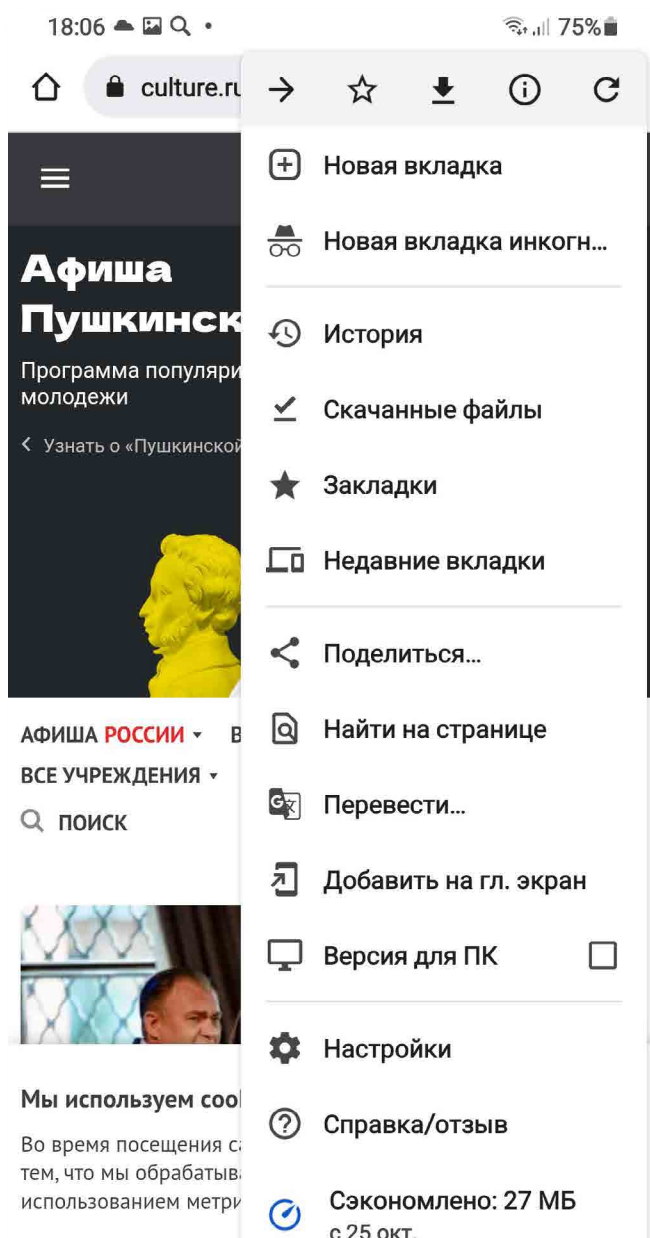 18:06
75%
culture.ru
Новая вкладка
Новая вкладка инкогн...
История
Скачанные файлы
Закладки
Недавние вкладки
Поделиться...
Найти на странице
Перевести...
Добавить на гл. экран
Версия для ПК
Настройки
Справка/отзыв
Сэкономлено: 27 МБ
с 25 окт.
Афиша
Пушкинск
Программа популяри
молодежи
Узнать о «Пушкинской
АФИША РОССИИ В
ВСЕ УЧРЕЖДЕНИЯ
ПОИСК
Мы используем cook
Во время посещения са
тем, что мы обрабатыва
использованием метри